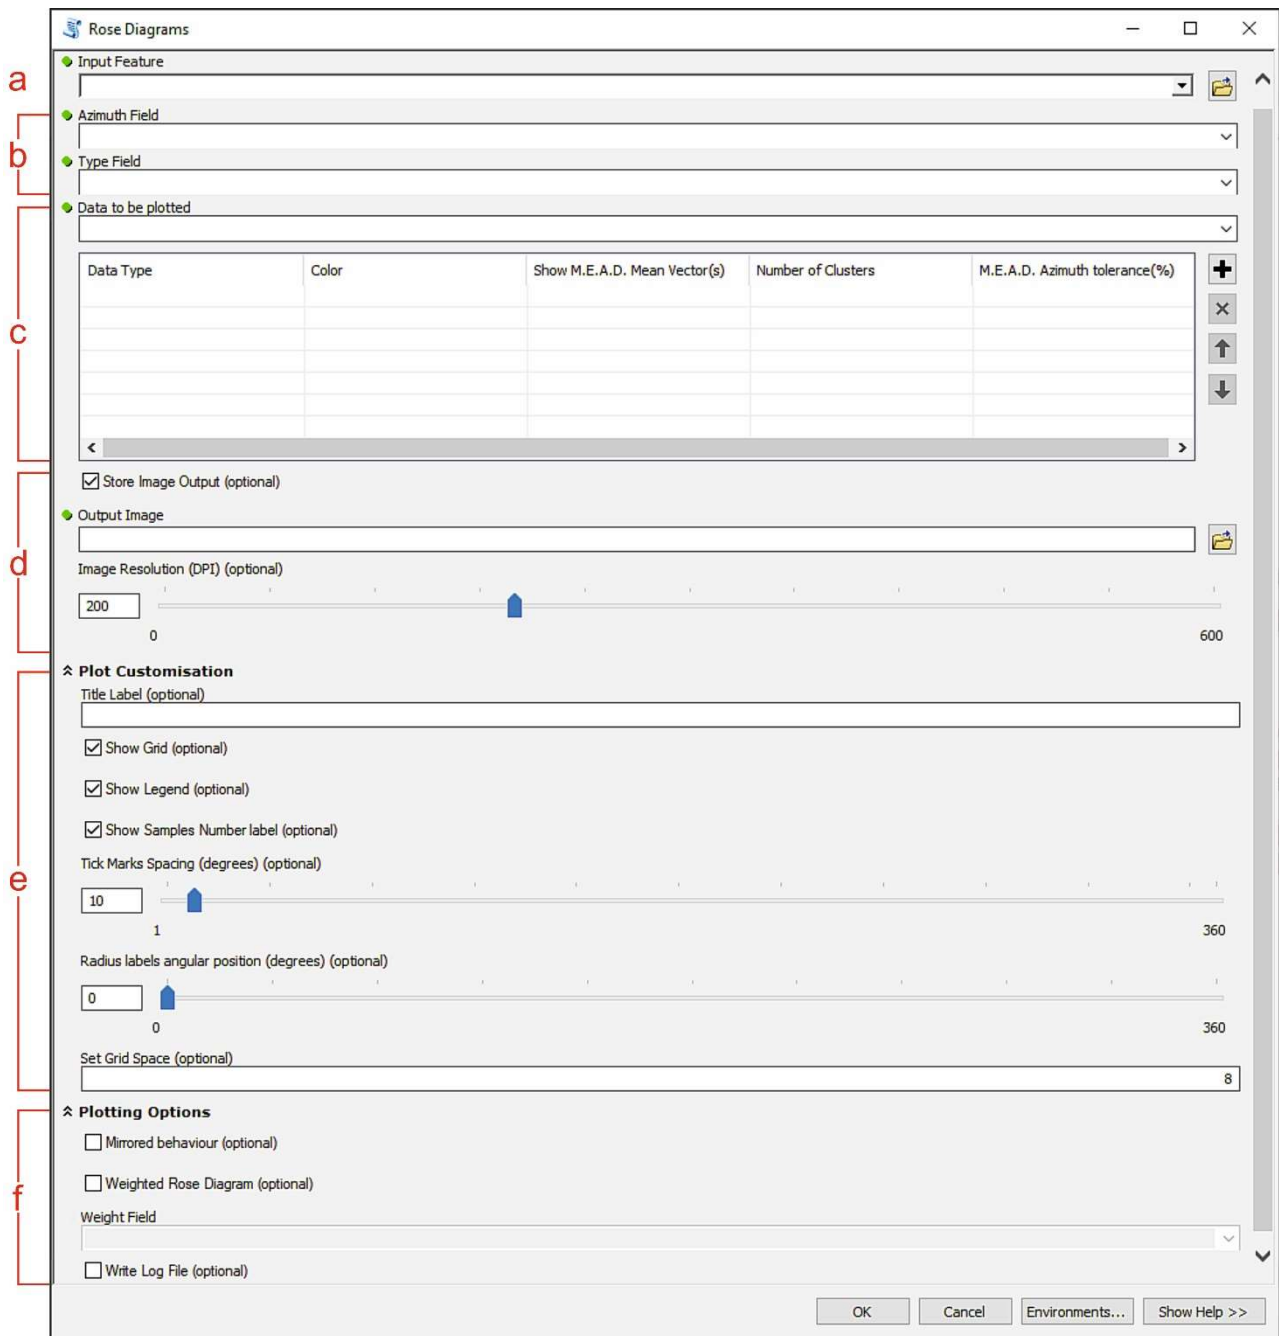 Rose Diagrams
a
Input Feature
b
Azimuth Field
Type Field
c
Data to be plotted
Data Type Color Show M.E.A.D. Mean Vector(s) Number of Clusters M.E.A.D. Azimuth tolerance(%)
d
Store Image Output (optional)
Output Image
Image Resolution (DPI) (optional)
200
0 600
e
Plot Customisation
Title Label (optional)
Show Grid (optional)
Show Legend (optional)
Show Samples Number label (optional)
Tick Marks Spacing (degrees) (optional)
10
1 360
Radius labels angular position (degrees) (optional)
0
0 360
Set Grid Space (optional)
8
f
Plotting Options
Mirrored behaviour (optional)
Weighted Rose Diagram (optional)
Weight Field
Write Log File (optional)
OK Cancel Environments... Show Help >>